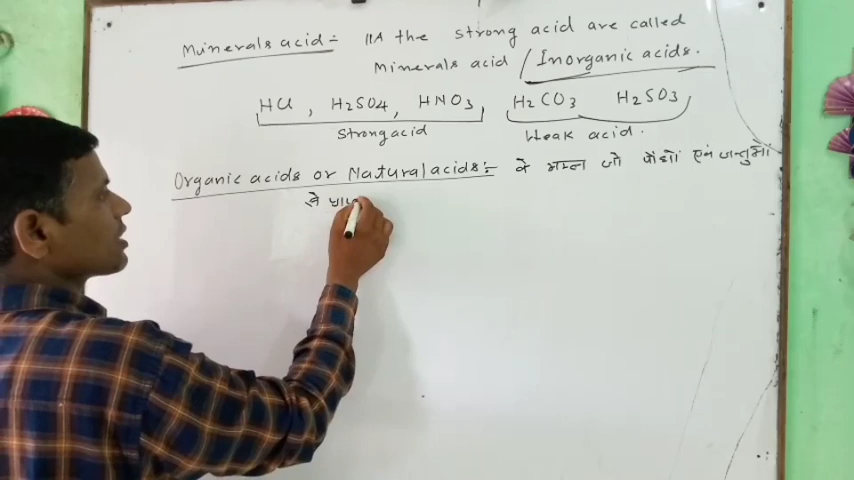 Minerals acid :- llA the strong acid are called
Minerals acid / Inorganic acids.
HCl , H2SO4, HNO3 H2CO3 H2SO3
Strong acid Weak acid.
Organic acids or Natural acids :- वे अम्ल जो पौधों एवं जन्तुओ
से